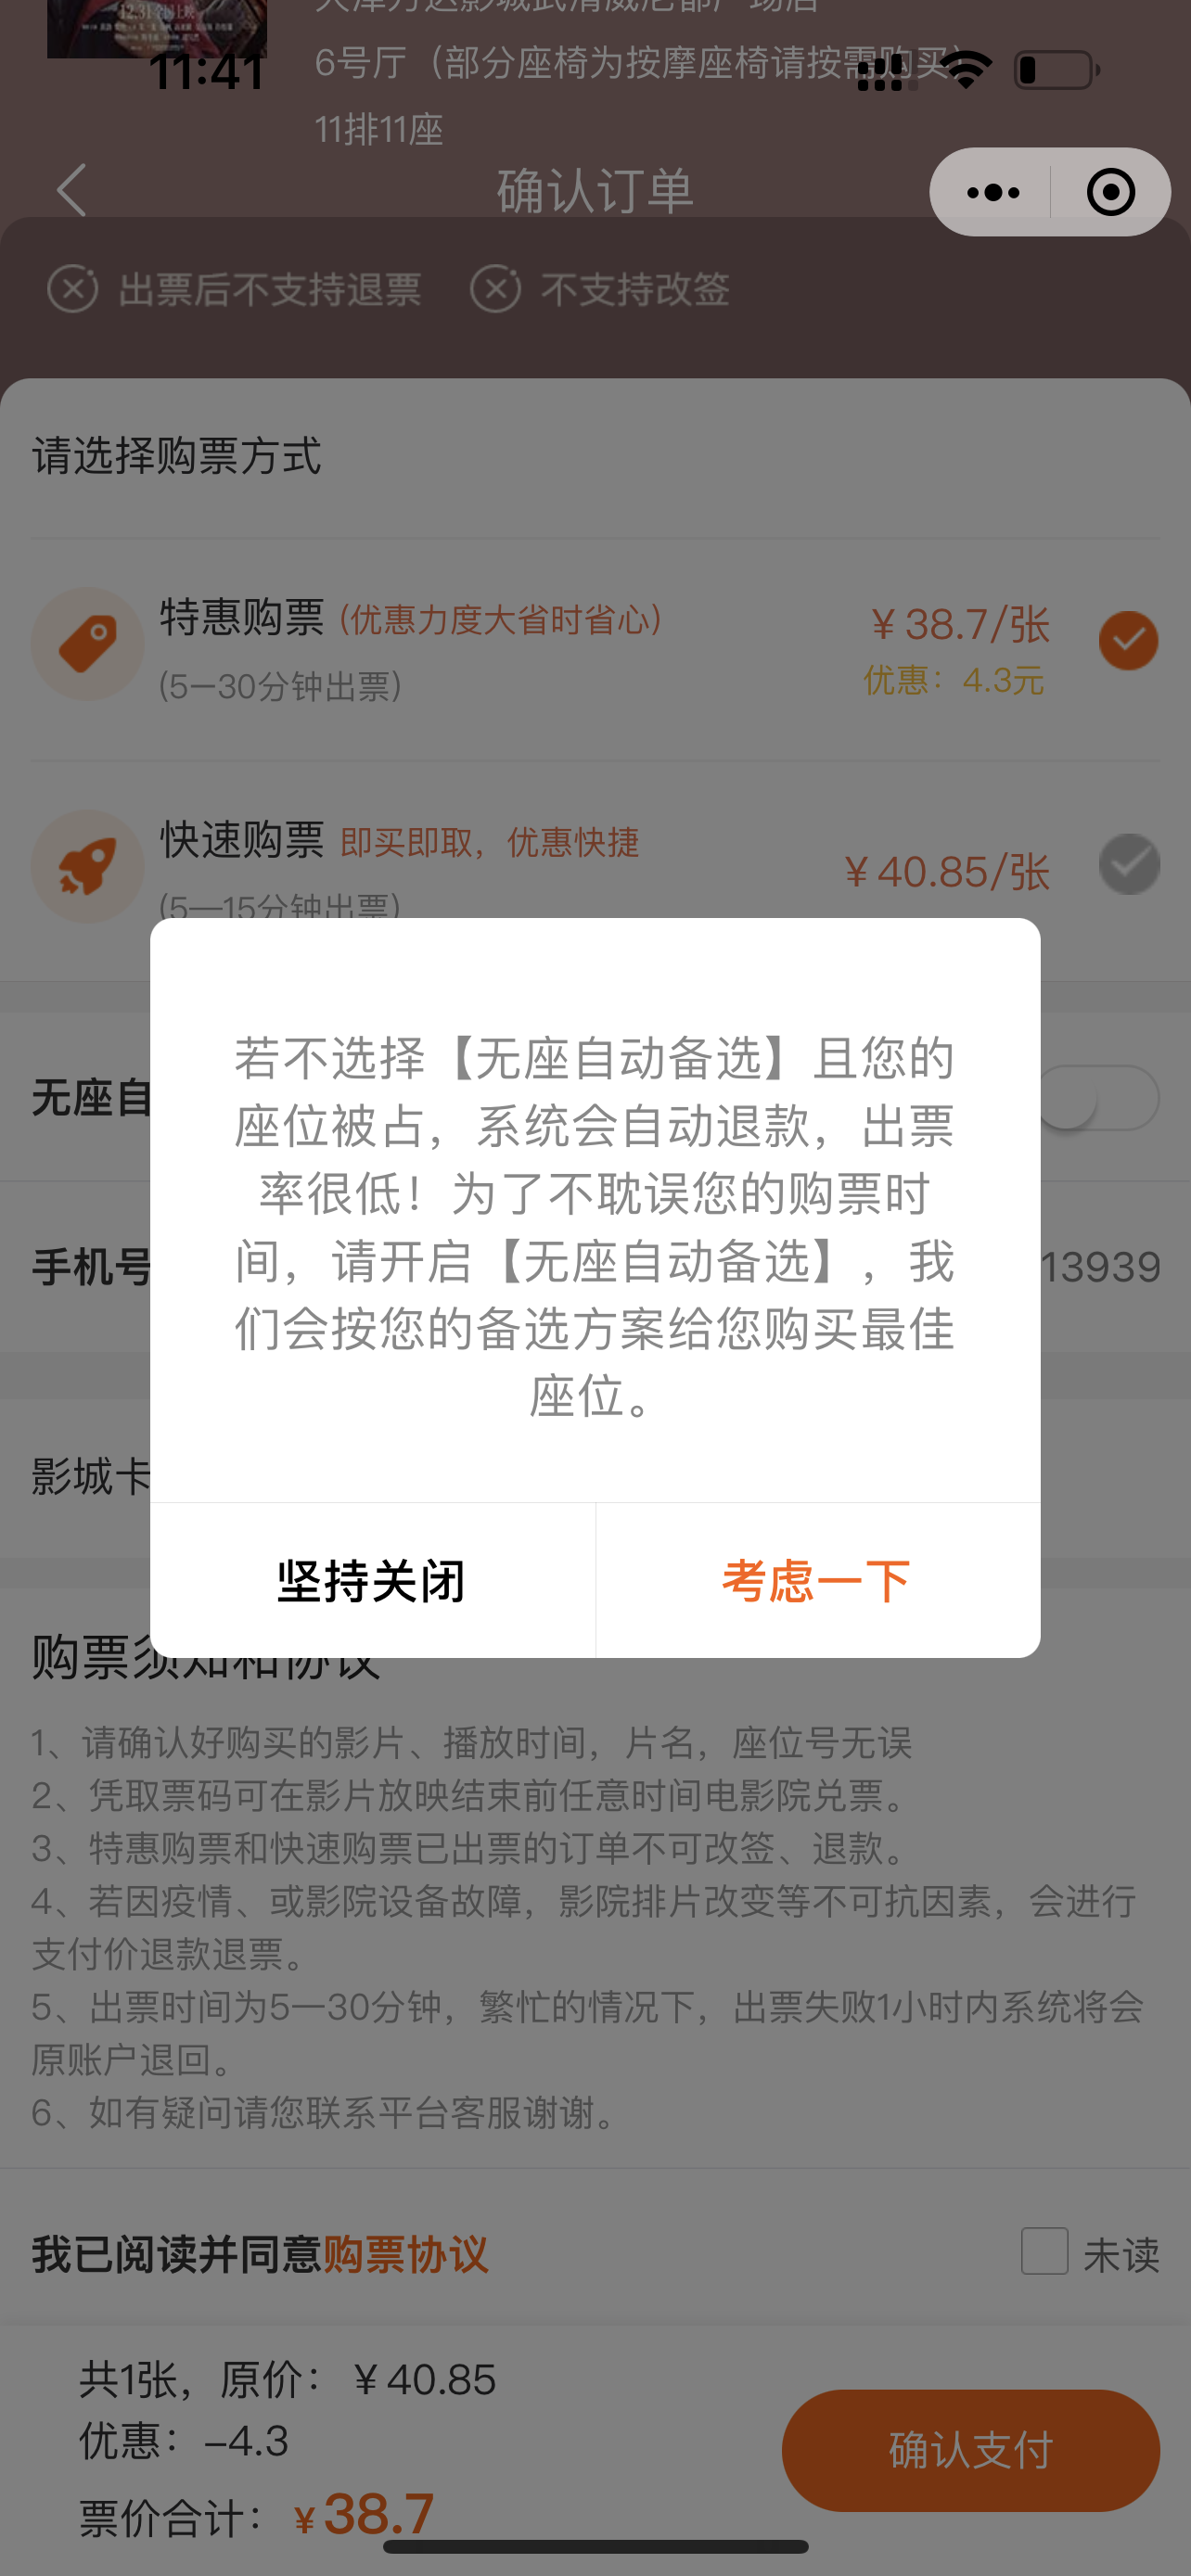 12.31 全国上映
11:41
6号厅（部分座椅为按摩座椅请按需购买）
11排11座
确认订单
出票后不支持退票
不支持改签
请选择购票方式
特惠购票 (优惠力度大省时省心)
¥ 38.7/张
(5—30分钟出票)
优惠：4.3元
快速购票 即买即取，优惠快捷
¥ 40.85/张
(5—15分钟出票)
若不选择【无座自动备选】且您的
座位被占，系统会自动退款，出票
率很低！为了不耽误您的购票时
间，请开启【无座自动备选】，我
们会按您的备选方案给您购买最佳
座位。
坚持关闭
考虑一下
无座自
手机号
13939
影城卡
购票须知和协议
1、请确认好购买的影片、播放时间，片名，座位号无误
2、凭取票码可在影片放映结束前任意时间电影院兑票。
3、特惠购票和快速购票已出票的订单不可改签、退款。
4、若因疫情、或影院设备故障，影院排片改变等不可抗因素，会进行
支付价退款退票。
5、出票时间为5—30分钟，繁忙的情况下，出票失败1小时内系统将会
原账户退回。
6、如有疑问请您联系平台客服谢谢。
我已阅读并同意购票协议
未读
共1张，原价：¥ 40.85
优惠：-4.3
票价合计：¥ 38.7
确认支付